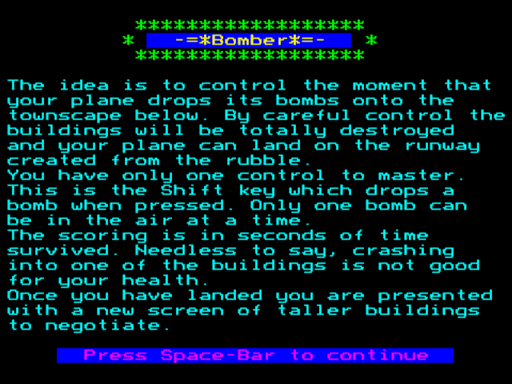 *******************
* -=*Bomber*=- *
*******************
The idea is to control the moment that
your plane drops its bombs onto the
townscape below. By careful control the
buildings will be totally destroyed
and your plane can land on the runway
created from the rubble.
You have only one control to master.
This is the Shift key which drops a
bomb when pressed. Only one bomb can
be in the air at a time.
The scoring is in seconds of time
survived. Needless to say, crashing
into one of the buildings is not good
for your health.
Once you have landed you are presented
with a new screen of taller buildings
to negotiate.
Press Space-Bar to continue